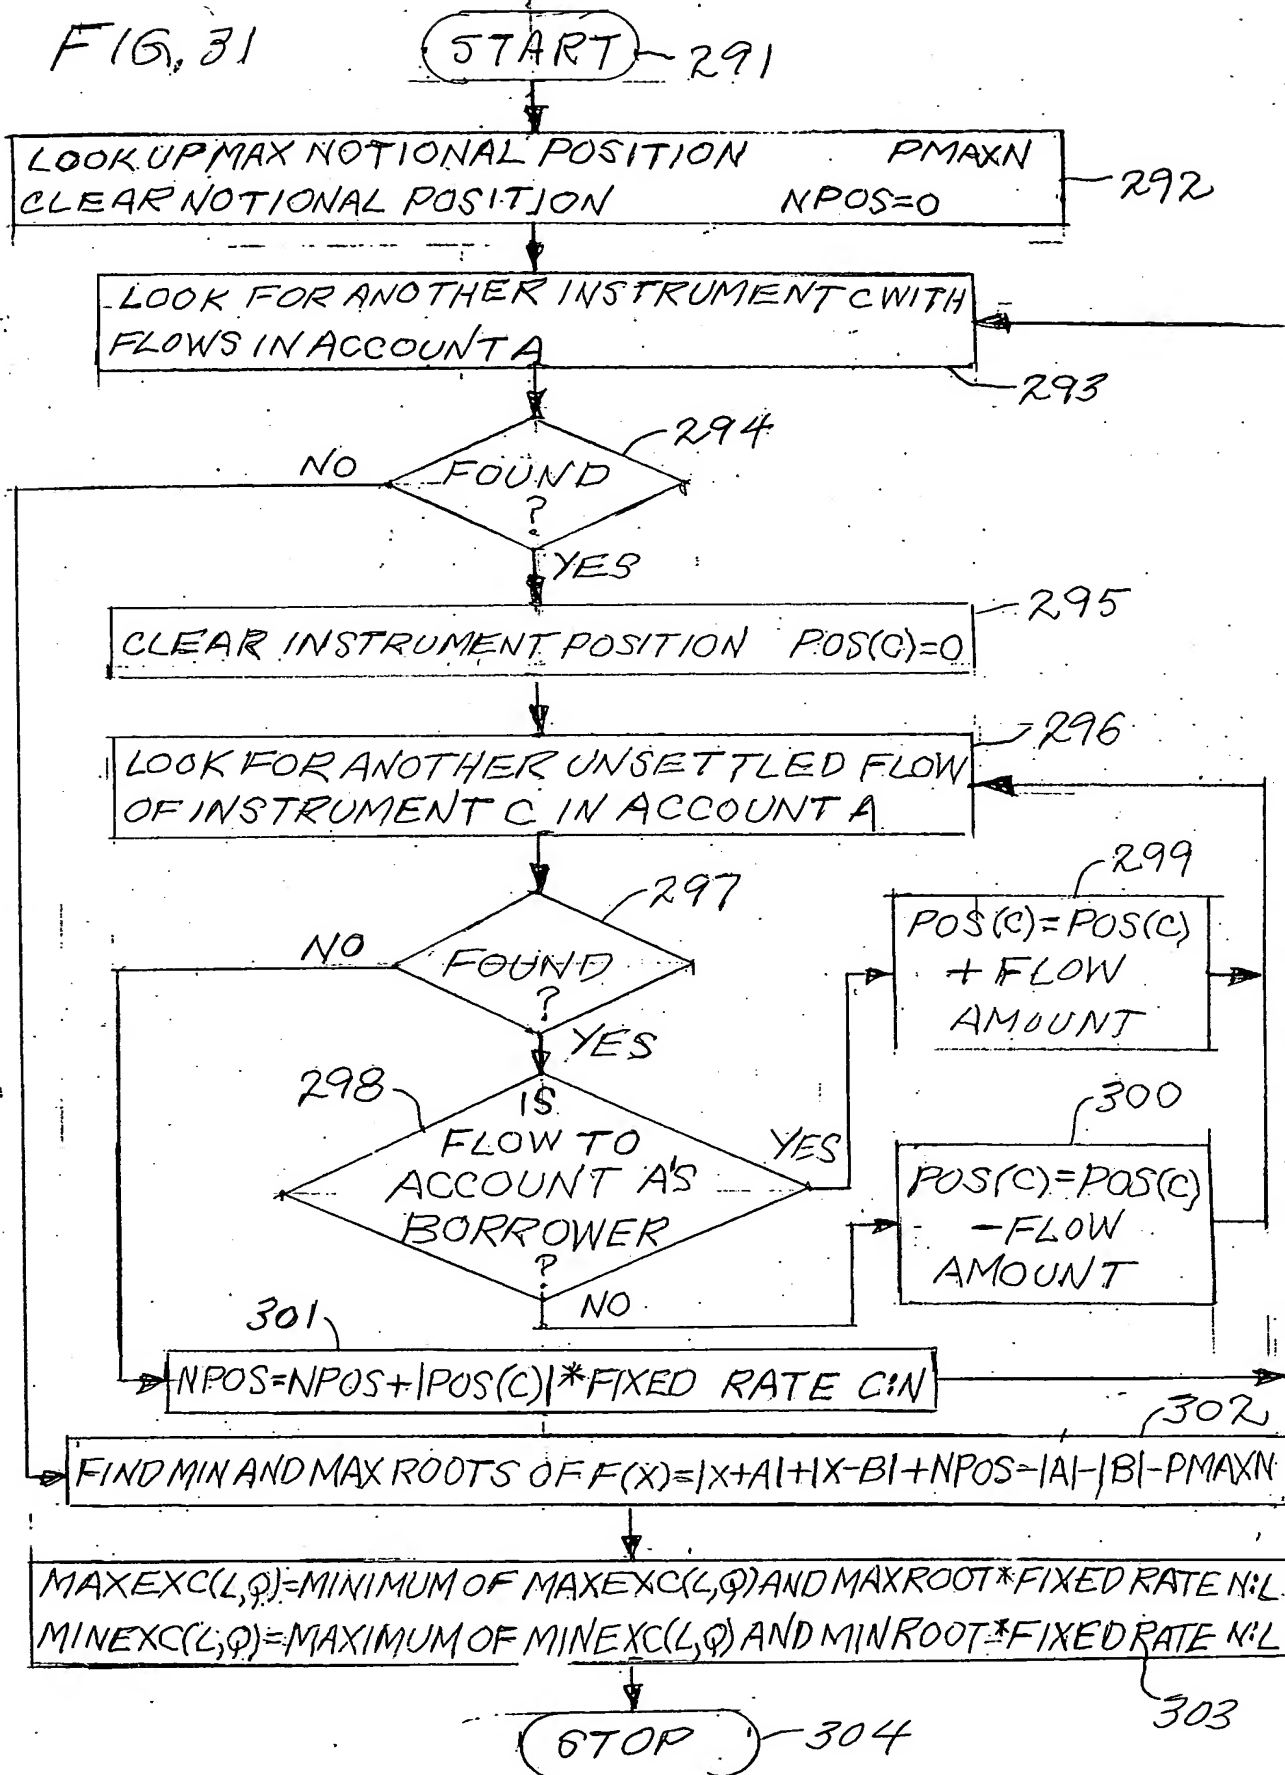 FIG. 31
START
291
LOOK UP MAX NOTIONAL POSITION PMAXN
CLEAR NOTIONAL POSITION NPOS=0
292
LOOK FOR ANOTHER INSTRUMENT C WITH
FLOWS IN ACCOUNT A
293
294
NO
FOUND
?
YES
295
CLEAR INSTRUMENT POSITION POS(C)=0
296
LOOK FOR ANOTHER UNSETTLED FLOW
OF INSTRUMENT C IN ACCOUNT A
297
NO
FOUND
?
YES
299
POS(C)=POS(C)
+ FLOW
AMOUNT
298
IS
FLOW TO
ACCOUNT A'S
BORROWER
?
YES
NO
300
POS(C)=POS(C)
-FLOW
AMOUNT
301
NPOS=NPOS+|POS(C)|*FIXED RATE C:N
302
FIND MIN AND MAX ROOTS OF F(X)=|X+A|+|X-B|+NPOS-|A|-|B|-PMAXN
MAXEXC(L,Q)=MINIMUM OF MAXEXC(L,Q) AND MAXROOT*FIXED RATE N:L
MINEXC(L,Q)=MAXIMUM OF MINEXC(L,Q) AND MINROOT*FIXED RATE N:L
303
STOP
304